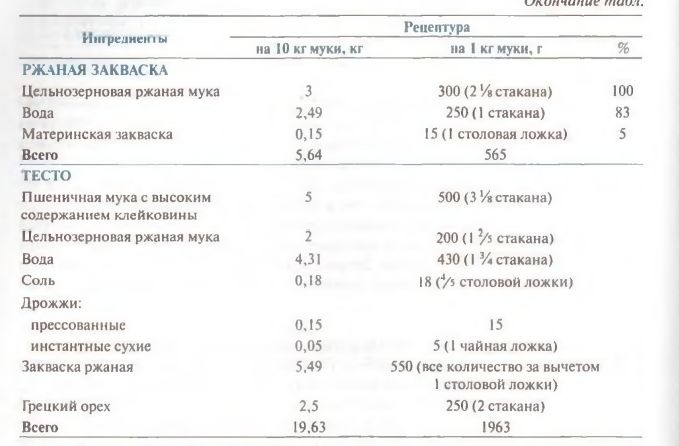 Окончание табл.
Ингредиенты Рецептура
на 10 кг муки, кг на 1 кг муки, г %
РЖАНАЯ ЗАКВАСКА
Цельнозерновая ржаная мука 3 300 (2 ⅛ стакана) 100
Вода 2,49 250 (1 стакана) 83
Материнская закваска 0,15 15 (1 столовая ложка) 5
Всего 5,64 565
ТЕСТО
Пшеничная мука с высоким 5 500 (3 ⅛ стакана)
содержанием клейковины
Цельнозерновая ржаная мука 2 200 (1 ⅖ стакана)
Вода 4,31 430 (1 ¾ стакана)
Соль 0,18 18 (⅘ столовой ложки)
Дрожжи:
прессованные 0,15 15
инстантные сухие 0,05 5 (1 чайная ложка)
Закваска ржаная 5,49 550 (все количество за вычетом
1 столовой ложки)
Грецкий орех 2,5 250 (2 стакана)
Всего 19,63 1963